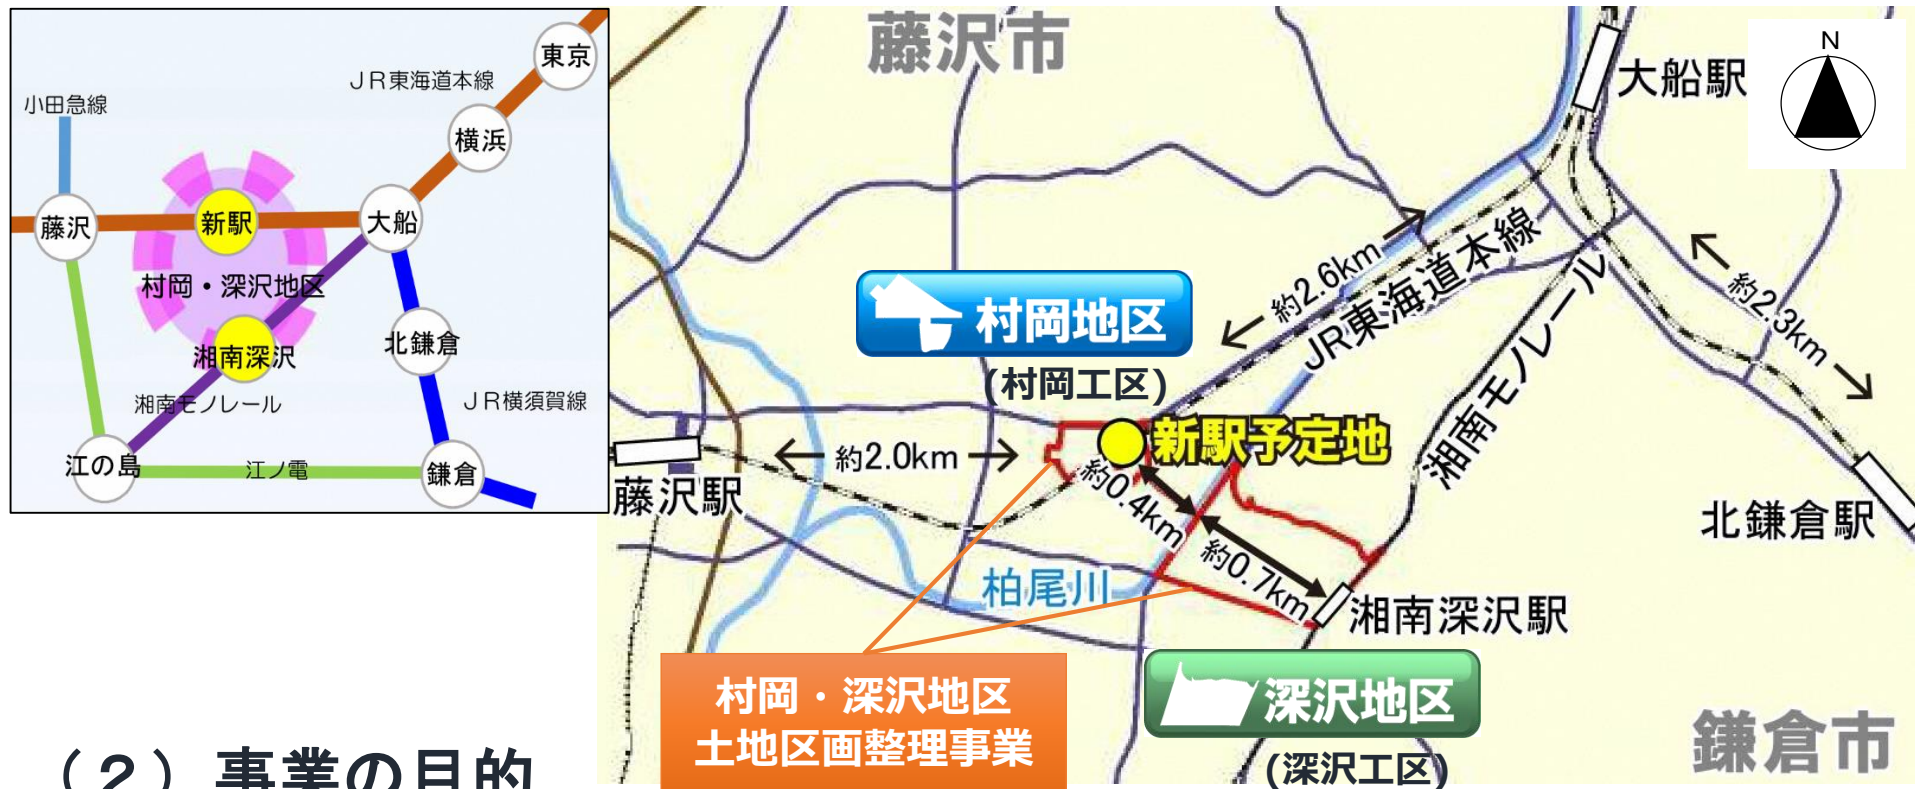 東京
JR東海道本線
小田急線
横浜
藤沢
新駅
大船
村岡・深沢地区
湘南深沢
北鎌倉
湘南モノレール
JR横須賀線
江の島
江ノ電
鎌倉
藤沢市
大船駅
N
約2.6km
JR東海道本線
約2.3km
村岡地区
(村岡工区)
湘南モノレール
新駅予定地
約2.0km
藤沢駅
約0.4km
北鎌倉駅
約0.7km
柏尾川
湘南深沢駅
村岡・深沢地区
土地区画整理事業
深沢地区
(深沢工区)
鎌倉市
(2)事業の目的